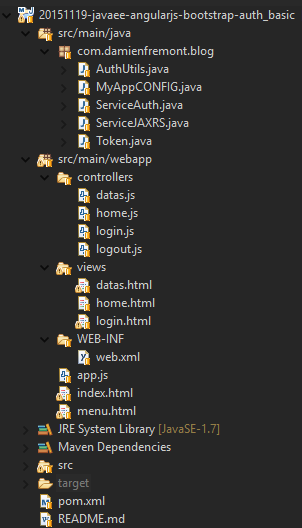 20151119-javaee-angularjs-bootstrap-auth_basic
src/main/java
com.damienfremont.blog
AuthUtils.java
MyAppCONFIG.java
ServiceAuth.java
ServiceJAXRS.java
Token.java
src/main/webapp
controllers
datas.js
home.js
login.js
logout.js
views
datas.html
home.html
login.html
WEB-INF
web.xml
app.js
index.html
menu.html
JRE System Library [JavaSE-1.7]
Maven Dependencies
src
target
pom.xml
README.md